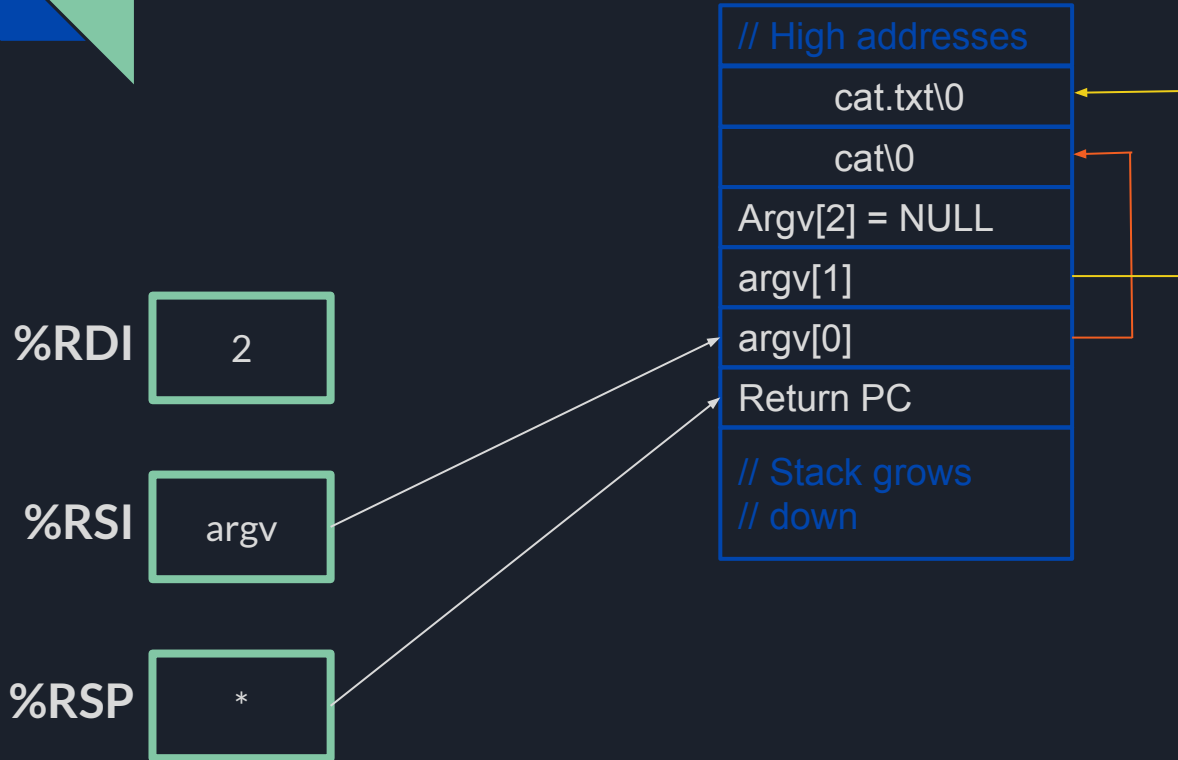 // High addresses
cat.txt\0
cat\0
Argv[2] = NULL
argv[1]
argv[0]
Return PC
// Stack grows
// down
%RDI 2
%RSI argv
%RSP *